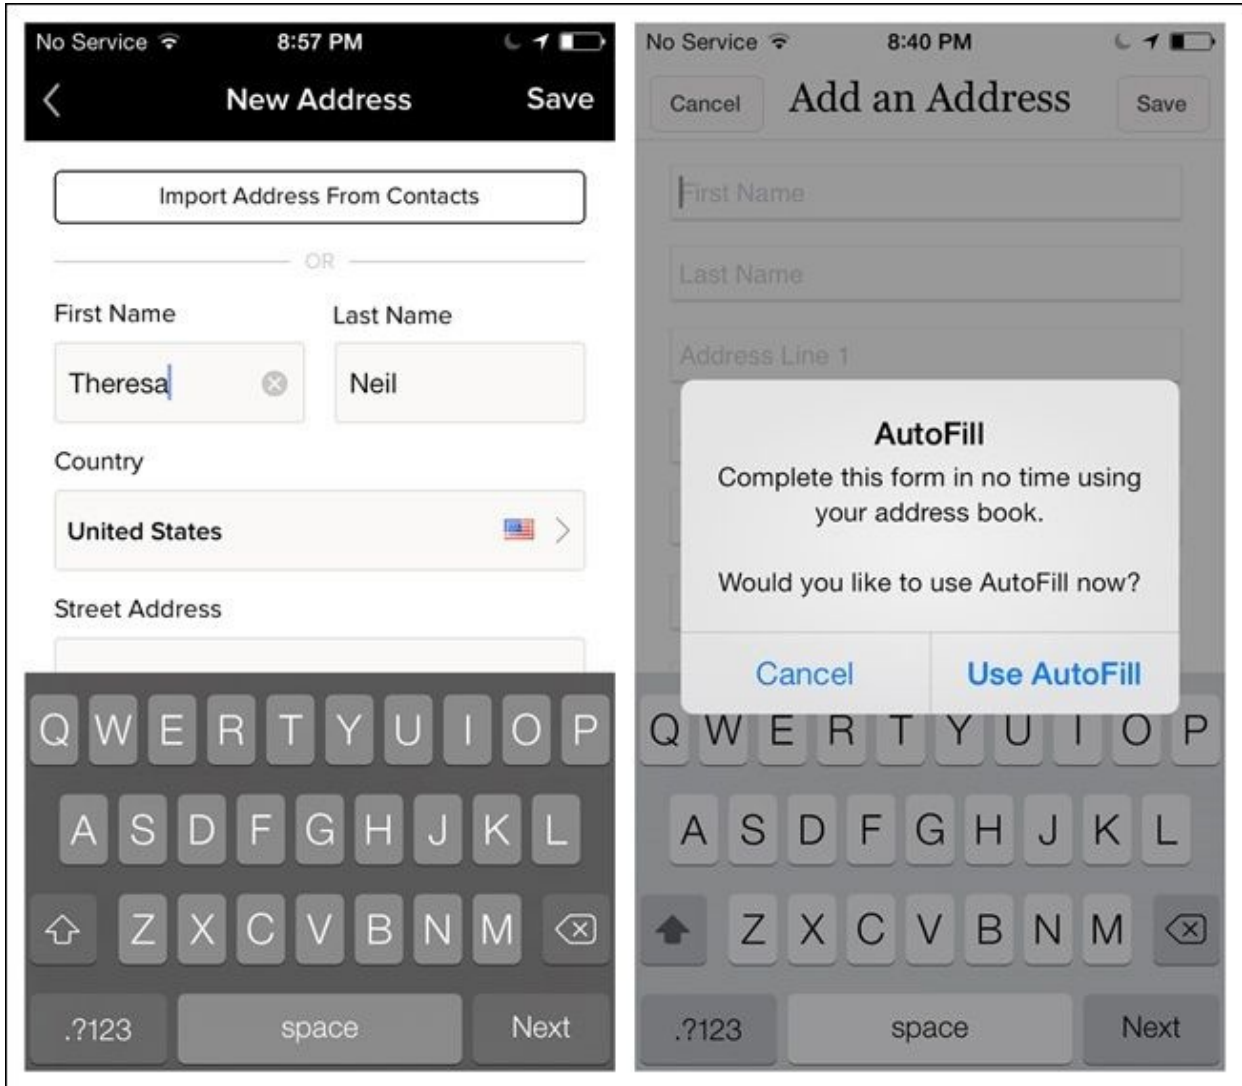 No Service 8:57 PM
New Address Save
Import Address From Contacts
OR
First Name Last Name
Theresa Neil
Country
United States
Street Address
Q W E R T Y U I O P
A S D F G H J K L
Z X C V B N M
.?123 space Next
No Service 8:40 PM
Cancel Add an Address Save
First Name
Last Name
Address Line 1
AutoFill
Complete this form in no time using
your address book.
Would you like to use AutoFill now?
Cancel Use AutoFill
Q W E R T Y U I O P
A S D F G H J K L
Z X C V B N M
.?123 space Next